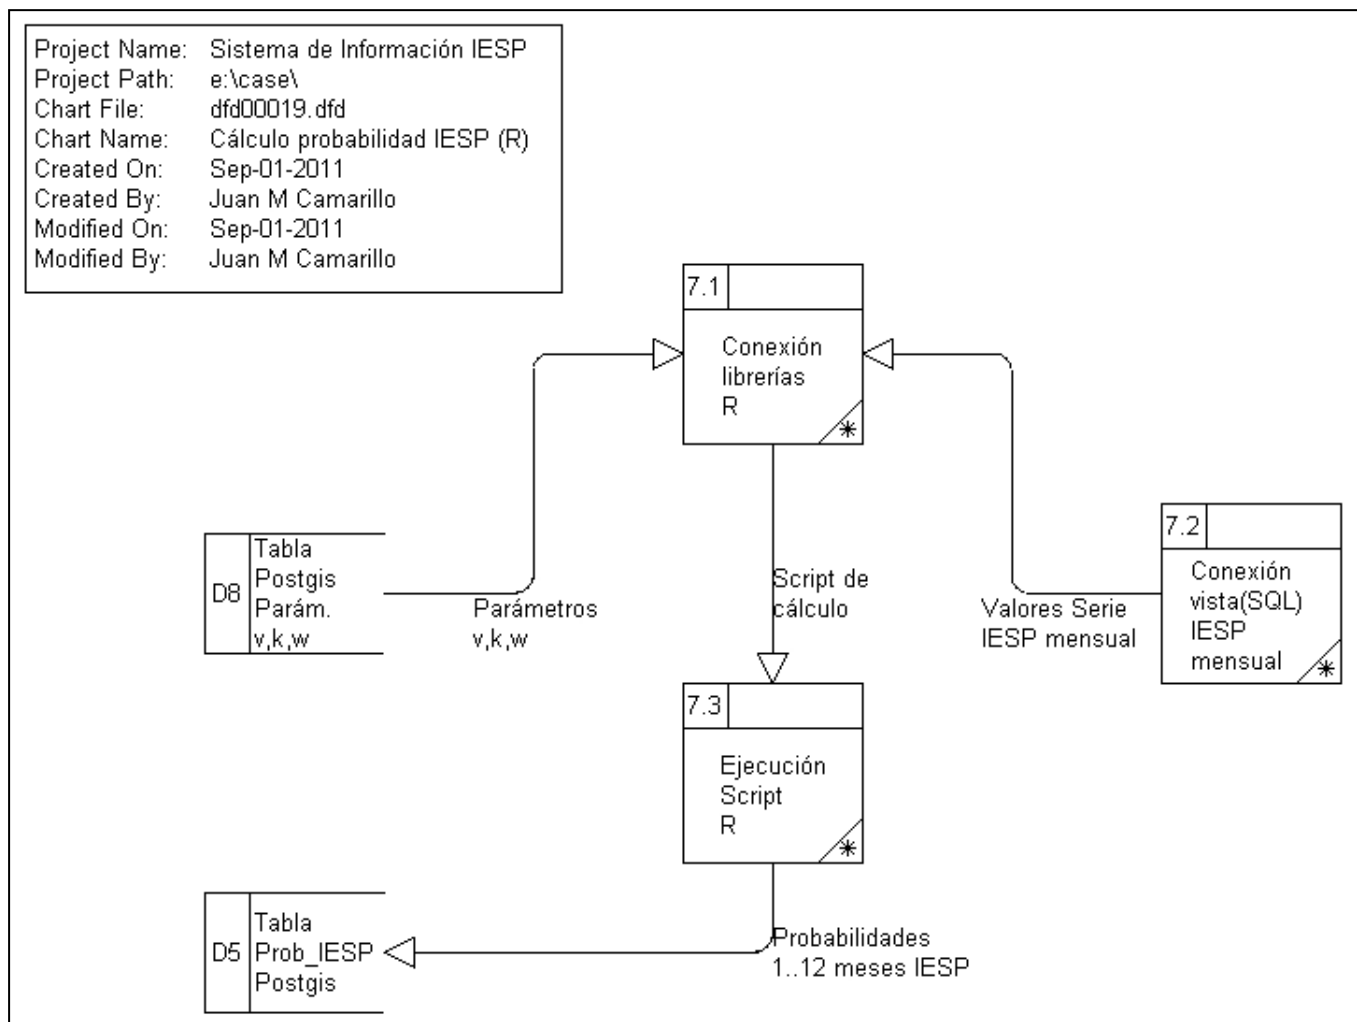 Project Name: Sistema de Información IESP
Project Path: e:\case\
Chart File: dfd00019.dfd
Chart Name: Cálculo probabilidad IESP (R)
Created On: Sep-01-2011
Created By: Juan M Camarillo
Modified On: Sep-01-2011
Modified By: Juan M Camarillo
7.1
Conexión
librerías
R
*
D8
Tabla
Postgis
Parám.
v,k,w
Parámetros
v,k,w
Script de
cálculo
Valores Serie
IESP mensual
7.2
Conexión
vista(SQL)
IESP
mensual
*
7.3
Ejecución
Script
R
*
D5
Tabla
Prob_IESP
Postgis
Probabilidades
1..12 meses IESP